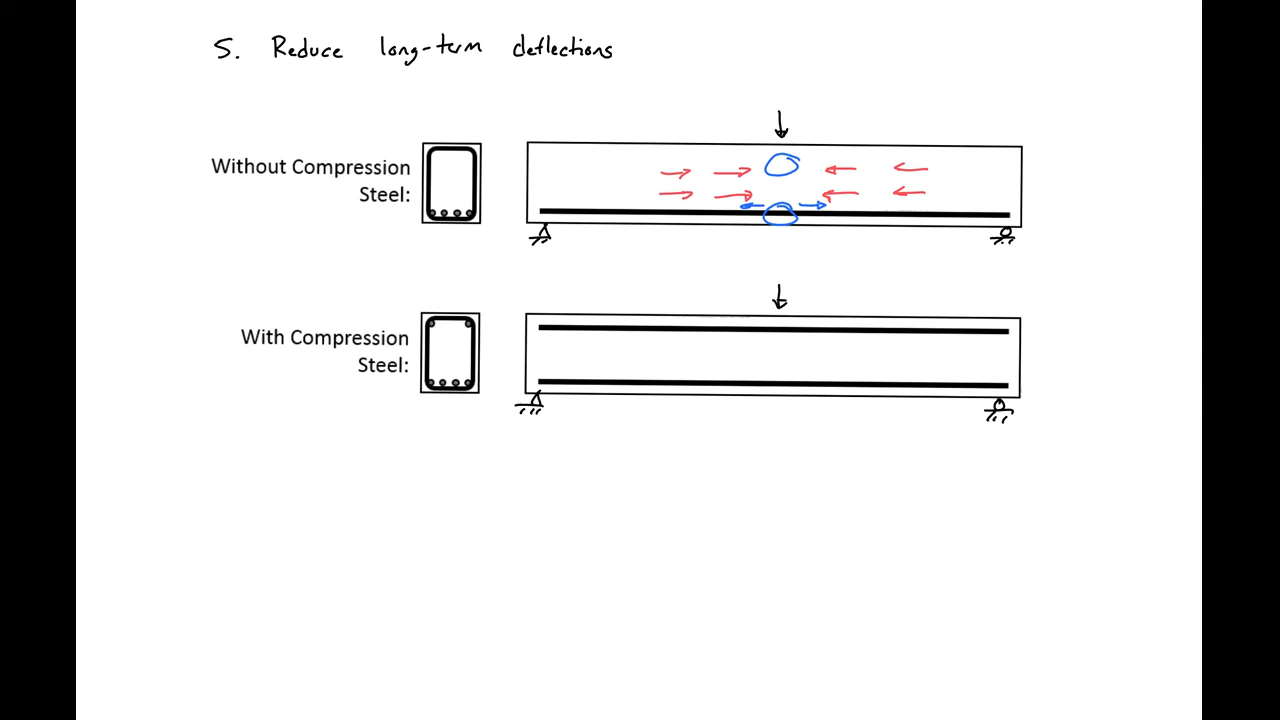 5. Reduce long-term deflections
Without Compression
Steel:
With Compression
Steel: